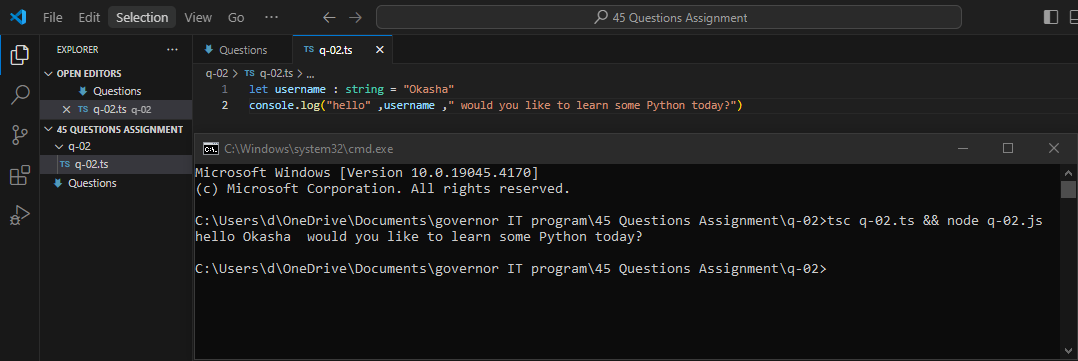 File Edit Selection View Go ··· 45 Questions Assignment
EXPLORER ···
OPEN EDITORS
Questions
TS q-02.ts q-02
45 QUESTIONS ASSIGNMENT
q-02
TS q-02.ts
Questions
Questions TS q-02.ts
q-02 > TS q-02.ts > ...
1 let username : string = "Okasha"
2 console.log("hello" ,username ," would you like to learn some Python today?")
C:\Windows\system32\cmd.exe
Microsoft Windows [Version 10.0.19045.4170]
(c) Microsoft Corporation. All rights reserved.
C:\Users\d\OneDrive\Documents\governor IT program\45 Questions Assignment\q-02>tsc q-02.ts && node q-02.js
hello Okasha  would you like to learn some Python today?
C:\Users\d\OneDrive\Documents\governor IT program\45 Questions Assignment\q-02>